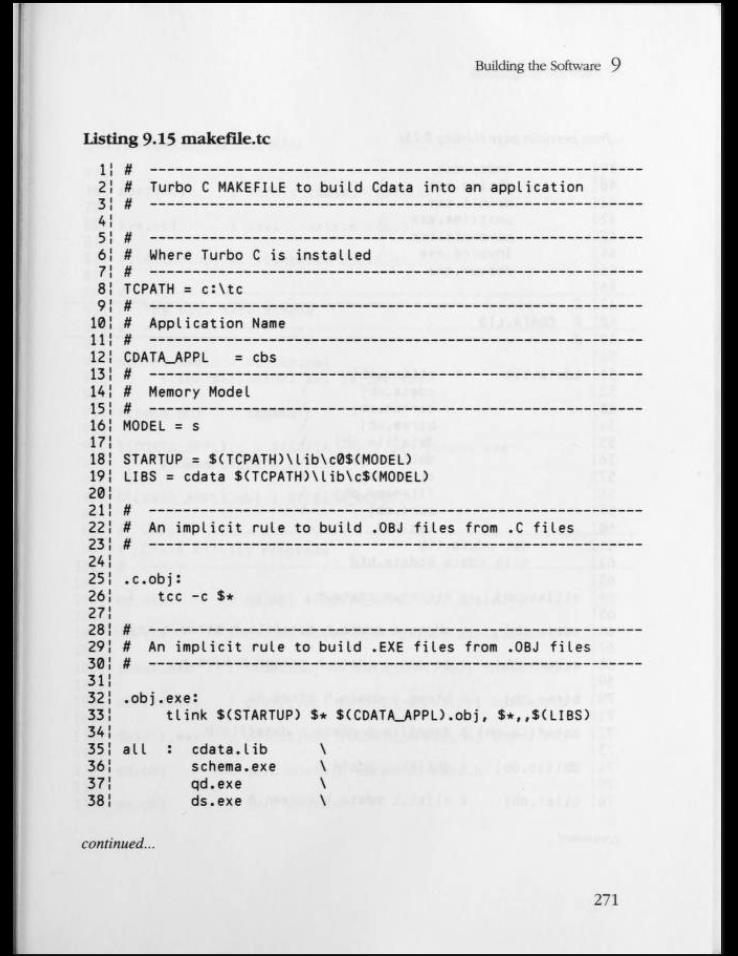 Building the Software 9
Listing 9.15 makefile.tc
1¦ # ---------------------------------------------------------
2¦ # Turbo C MAKEFILE to build Cdata into an application
3¦ # ---------------------------------------------------------
4¦
5¦ # ---------------------------------------------------------
6¦ # Where Turbo C is installed
7¦ # ---------------------------------------------------------
8¦ TCPATH = c:\tc
9¦ # ---------------------------------------------------------
10¦ # Application Name
11¦ # ---------------------------------------------------------
12¦ CDATA_APPL = cbs
13¦ # ---------------------------------------------------------
14¦ # Memory Model
15¦ # ---------------------------------------------------------
16¦ MODEL = s
17¦
18¦ STARTUP = $(TCPATH)\lib\c0$(MODEL)
19¦ LIBS = cdata $(TCPATH)\lib\c$(MODEL)
20¦
21¦ # ---------------------------------------------------------
22¦ # An implicit rule to build .OBJ files from .C files
23¦ # ---------------------------------------------------------
24¦
25¦ .c.obj:
26¦ tcc -c $*
27¦
28¦ # ---------------------------------------------------------
29¦ # An implicit rule to build .EXE files from .OBJ files
30¦ # ---------------------------------------------------------
31¦
32¦ .obj.exe:
33¦ tlink $(STARTUP) $* $(CDATA_APPL).obj, $*,,$(LIBS)
34¦
35¦ all : cdata.lib \
36¦ schema.exe \
37¦ qd.exe \
38¦ ds.exe \
continued...
271